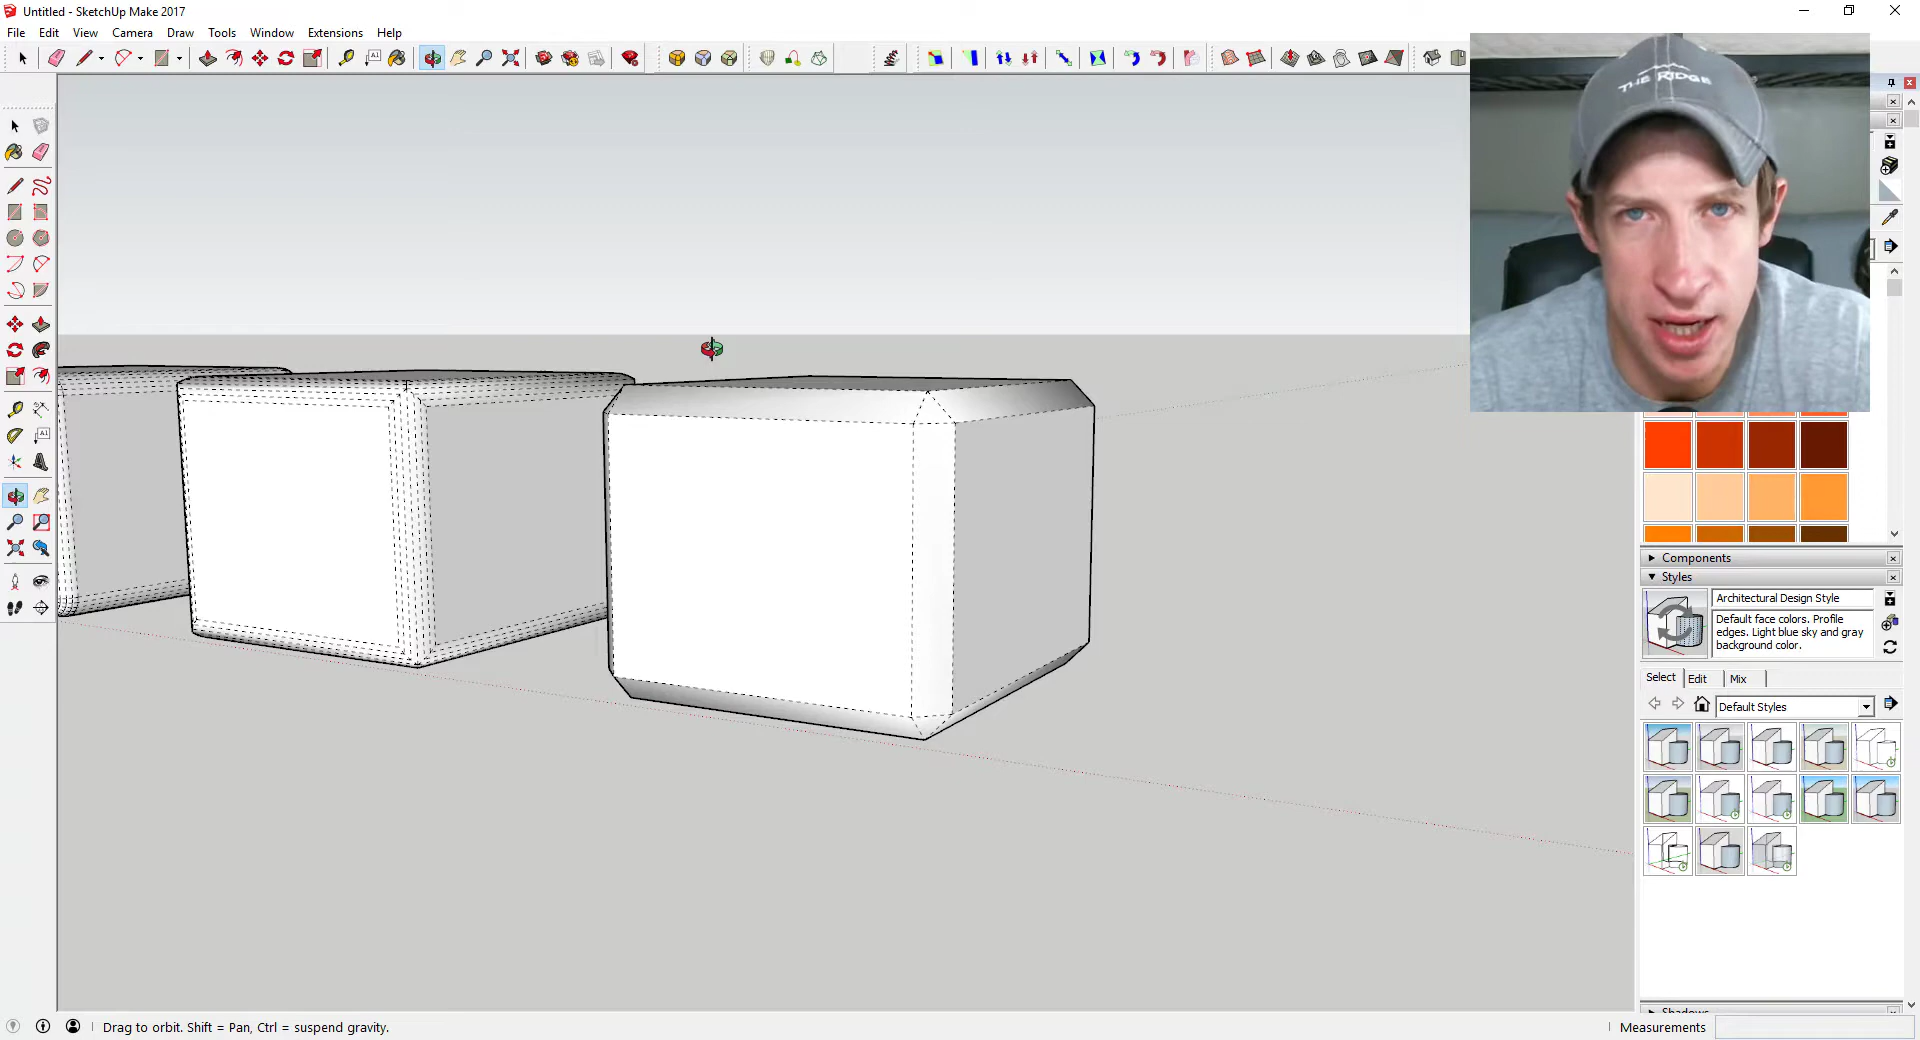 Untitled - SketchUp Make 2017
File Edit View Camera Draw Tools Window Extensions Help
THE RIDGE
Components
Styles
Architectural Design Style
Default face colors. Profile
edges. Light blue sky and gray
background color.
Select Edit Mix
Default Styles
Drag to orbit. Shift = Pan, Ctrl = suspend gravity.
Measurements